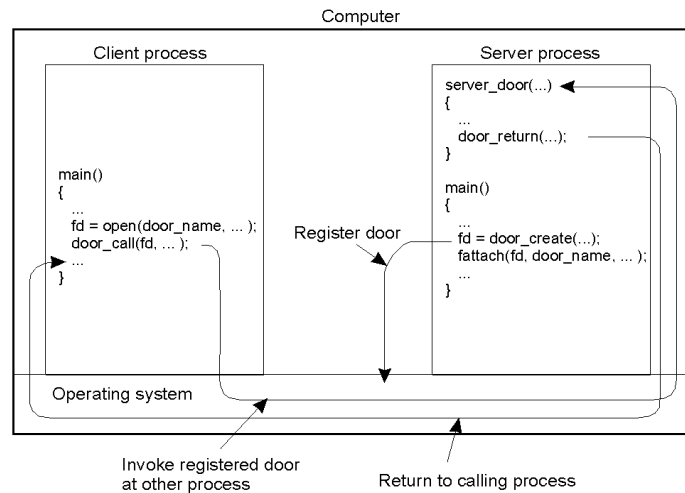 Computer
Client process
main()
{
...
fd = open(door_name, ... );
door_call(fd, ... );
...
}
Server process
server_door(...)
{
...
door_return(...);
}
main()
{
...
fd = door_create(...);
fattach(fd, door_name, ... );
...
}
Register door
Operating system
Invoke registered door
at other process
Return to calling process